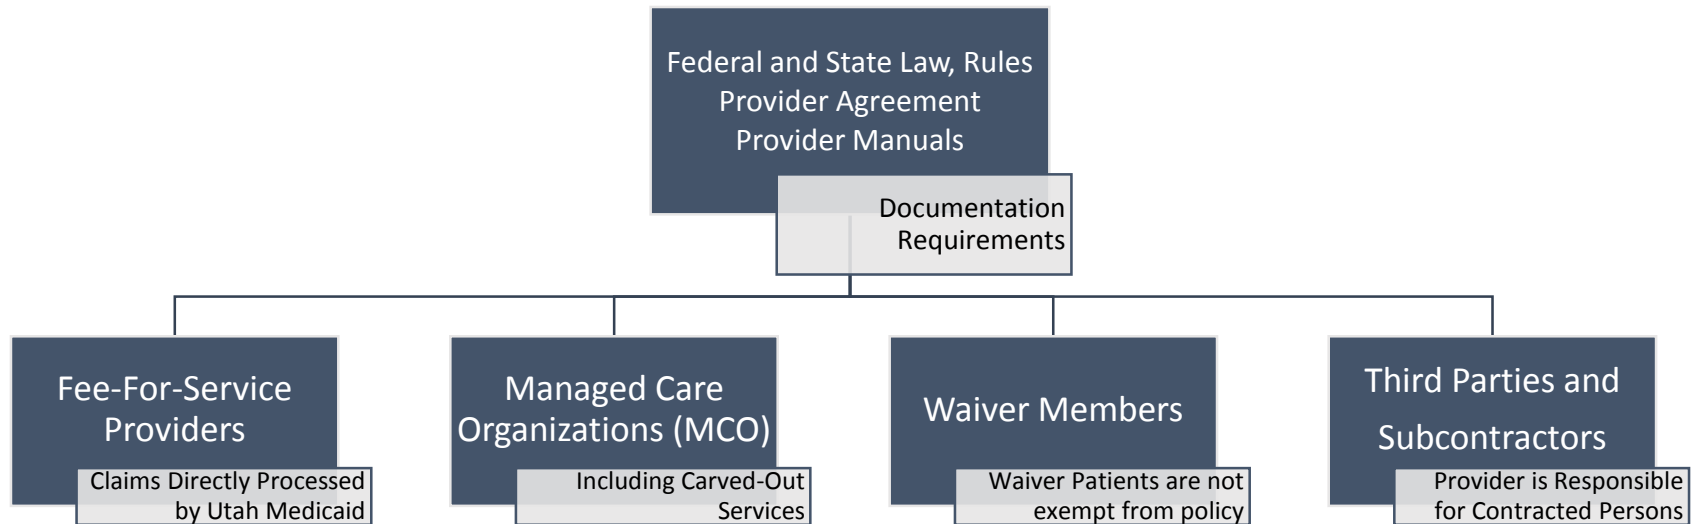 Federal and State Law, Rules
Provider Agreement
Provider Manuals
Documentation
Requirements
Fee-For-Service
Providers
Claims Directly Processed
by Utah Medicaid
Managed Care
Organizations (MCO)
Including Carved-Out
Services
Waiver Members
Waiver Patients are not
exempt from policy
Third Parties and
Subcontractors
Provider is Responsible
for Contracted Persons